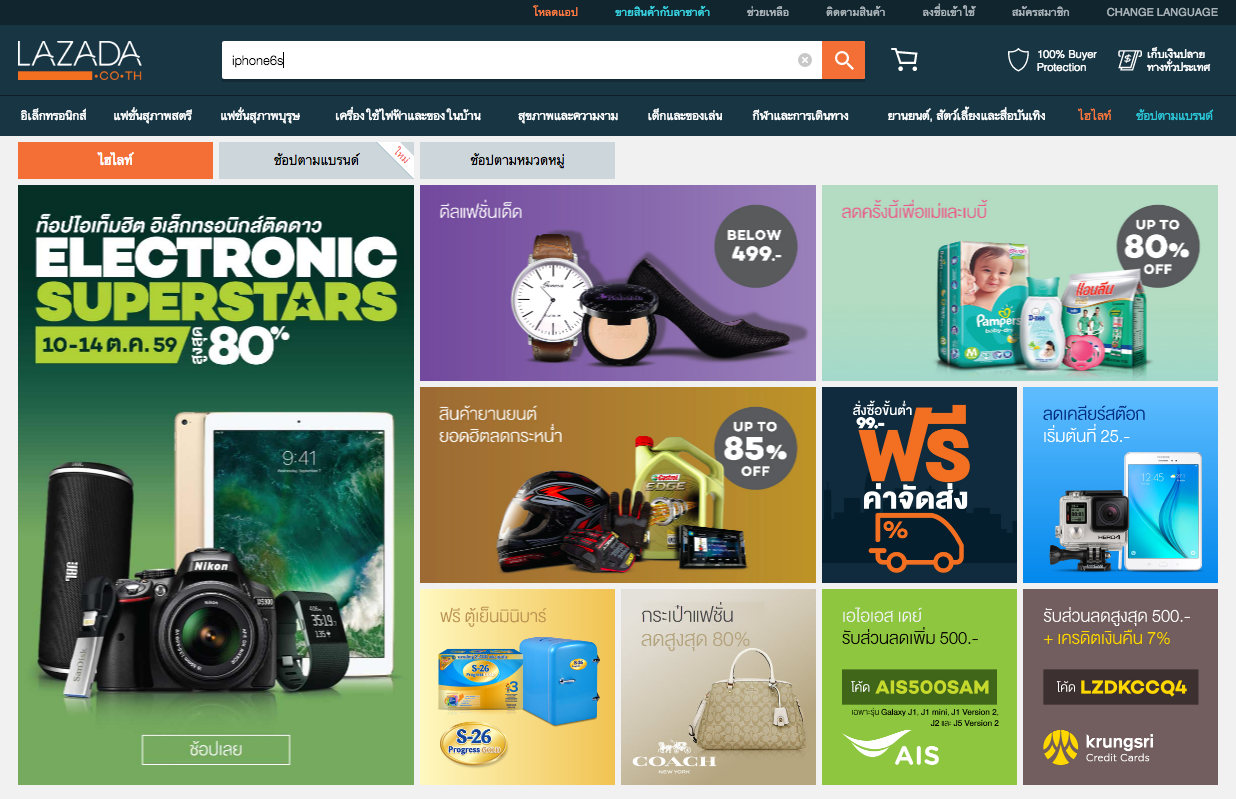 โหลดแอป
ขายสินค้ากับลาซาด้า
ช่วยเหลือ
ติดตามสินค้า
ลงชื่อเข้าใช้
สมัครสมาชิก
CHANGE LANGUAGE
LAZADA
.CO.TH
iphone6s
100% Buyer
Protection
เก็บเงินปลาย
ทางทั่วประเทศ
อิเล็กทรอนิกส์
แฟชั่นสุภาพสตรี
แฟชั่นสุภาพบุรุษ
เครื่องใช้ไฟฟ้าและของในบ้าน
สุขภาพและความงาม
เด็กและของเล่น
กีฬาและการเดินทาง
ยานยนต์, สัตว์เลี้ยงและสื่อบันเทิง
ไฮไลท์
ช้อปตามแบรนด์
ไฮไลท์
ช้อปตามแบรนด์
ใหม่
ช้อปตามหมวดหมู่
ท็อปไอเท็มฮิต อิเล็กทรอนิกส์ติดดาว
ELECTRONIC
SUPERSTARS
10-14 ต.ค. 59
สูงสุด
80%
9:41
JBL
Nikon
D5300
SanDisk
35:19
1.35
ช้อปเลย
ดีลแฟชั่นเด็ด
BELOW
499.-
ลดครั้งนี้เพื่อแม่และเบบี้
UP TO
80%
OFF
Pampers
baby-dry
M
D-nee
สินค้ายานยนต์
ยอดฮิตลดกระหน่ำ
UP TO
85%
OFF
Castrol
EDGE
สั่งซื้อขั้นต่ำ
99.-
ฟรี
ค่าจัดส่ง
%
ลดเคลียร์สต๊อก
เริ่มต้นที่ 25.-
12:45
HERO4
ฟรี ตู้เย็นมินิบาร์
S-26
Progress GOLD
3
S-26
Progress GOLD
กระเป๋าแฟชั่น
ลดสูงสุด 80%
COACH
NEW YORK
เอไอเอส เดย์
รับส่วนลดเพิ่ม 500.-
โค้ด AIS500SAM
เฉพาะรุ่น Galaxy J1, J1 mini, J1 Version 2,
J2 และ J5 Version 2
AIS
รับส่วนลดสูงสุด 500.-
+ เครดิตเงินคืน 7%
โค้ด LZDKCCQ4
krungsri
Credit Cards